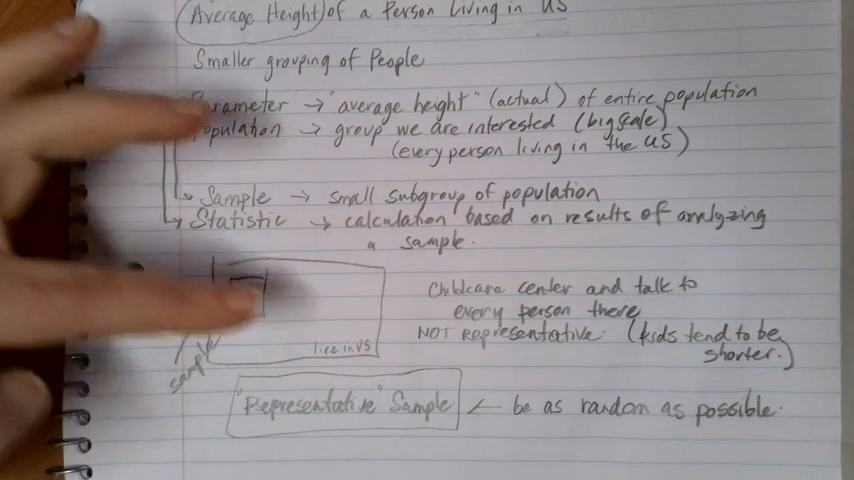 Average Height of a Person Living in US
Smaller grouping of People
Parameter → "average height" (actual) of entire population
Population → group we are interested (big scale)
(every person living in the US)
Sample → small subgroup of population
Statistic → calculation based on results of analyzing
a sample.
Childcare center and talk to
every person there
NOT Representative. (kids tend to be
shorter.)
live in US
sample
"Representative" Sample ← be as random as possible.